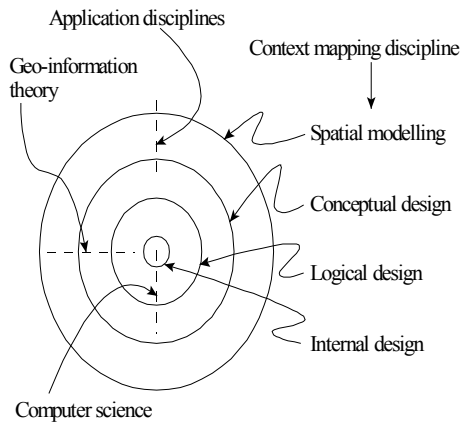 Application disciplines
Context mapping discipline
Geo-information
theory
Spatial modelling
Conceptual design
Logical design
Internal design
Computer science